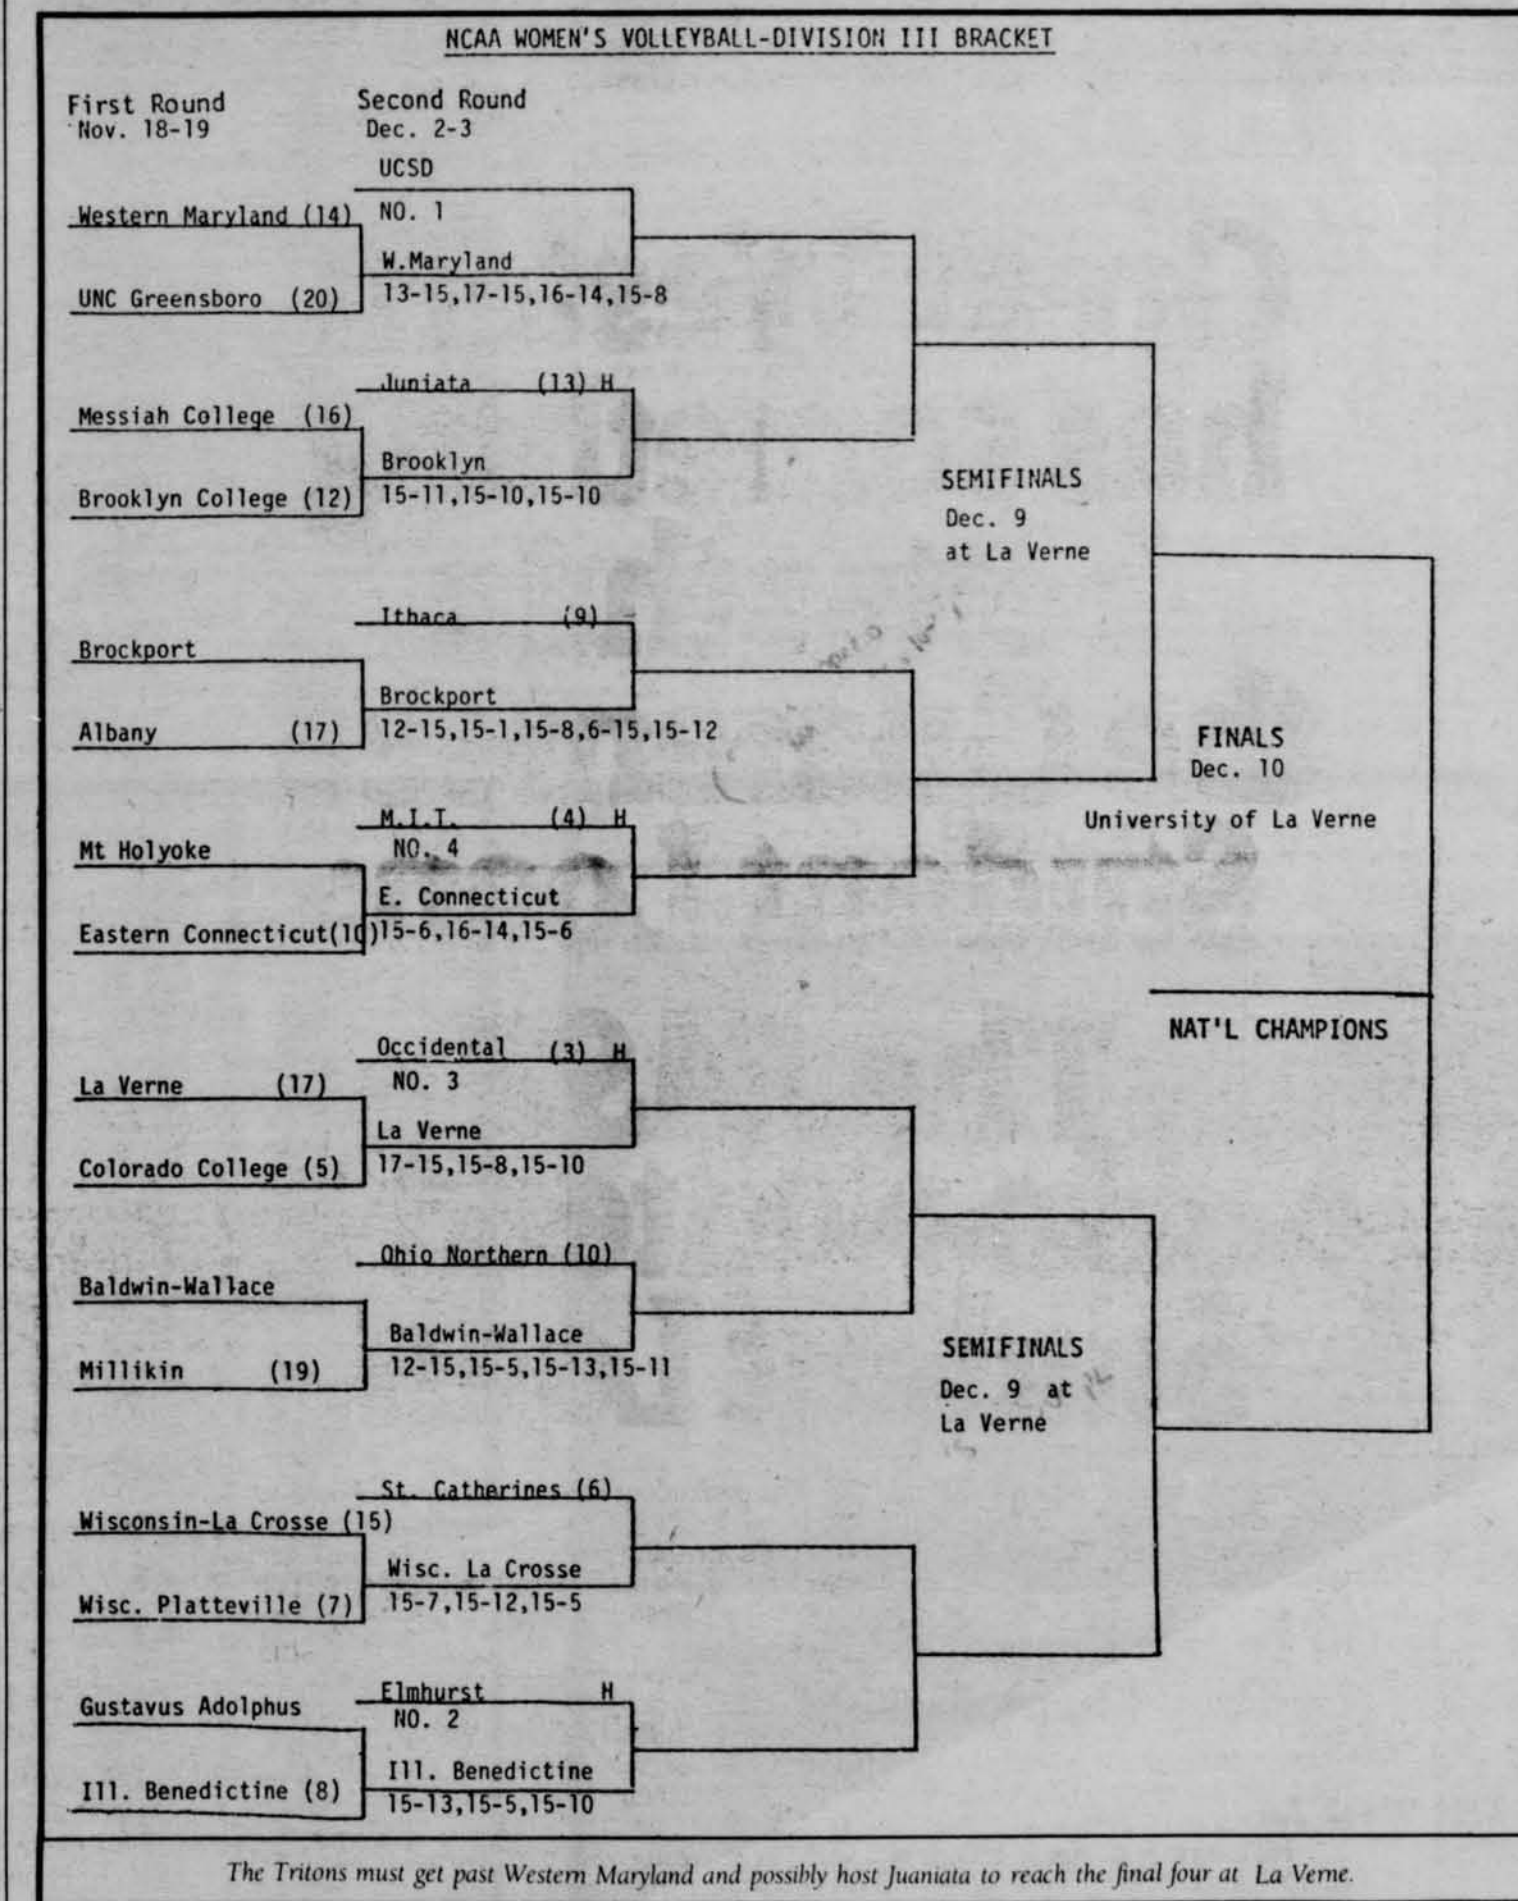 NCAA WOMEN'S VOLLEYBALL-DIVISION III BRACKET
First Round
Nov. 18-19
Second Round
Dec. 2-3
UCSD
NO. 1
Western Maryland (14)
W.Maryland
13-15,17-15,16-14,15-8
UNC Greensboro (20)
Juniata (13) H
Messiah College (16)
Brooklyn
15-11,15-10,15-10
Brooklyn College (12)
SEMIFINALS
Dec. 9
at La Verne
Ithaca (9)
Brockport
Brockport
12-15,15-1,15-8,6-15,15-12
Albany (17)
FINALS
Dec. 10
University of La Verne
M.I.T. (4) H
NO. 4
Mt Holyoke
E. Connecticut
15-6,16-14,15-6
Eastern Connecticut(10)
NAT'L CHAMPIONS
Occidental (3) H
NO. 3
La Verne (17)
La Verne
17-15,15-8,15-10
Colorado College (5)
Ohio Northern (10)
Baldwin-Wallace
Baldwin-Wallace
12-15,15-5,15-13,15-11
Millikin (19)
SEMIFINALS
Dec. 9 at
La Verne
St. Catherines (6)
Wisconsin-La Crosse (15)
Wisc. La Crosse
15-7,15-12,15-5
Wisc. Platteville (7)
Elmhurst H
NO. 2
Gustavus Adolphus
Ill. Benedictine
15-13,15-5,15-10
Ill. Benedictine (8)
The Tritons must get past Western Maryland and possibly host Juaniata to reach the final four at La Verne.